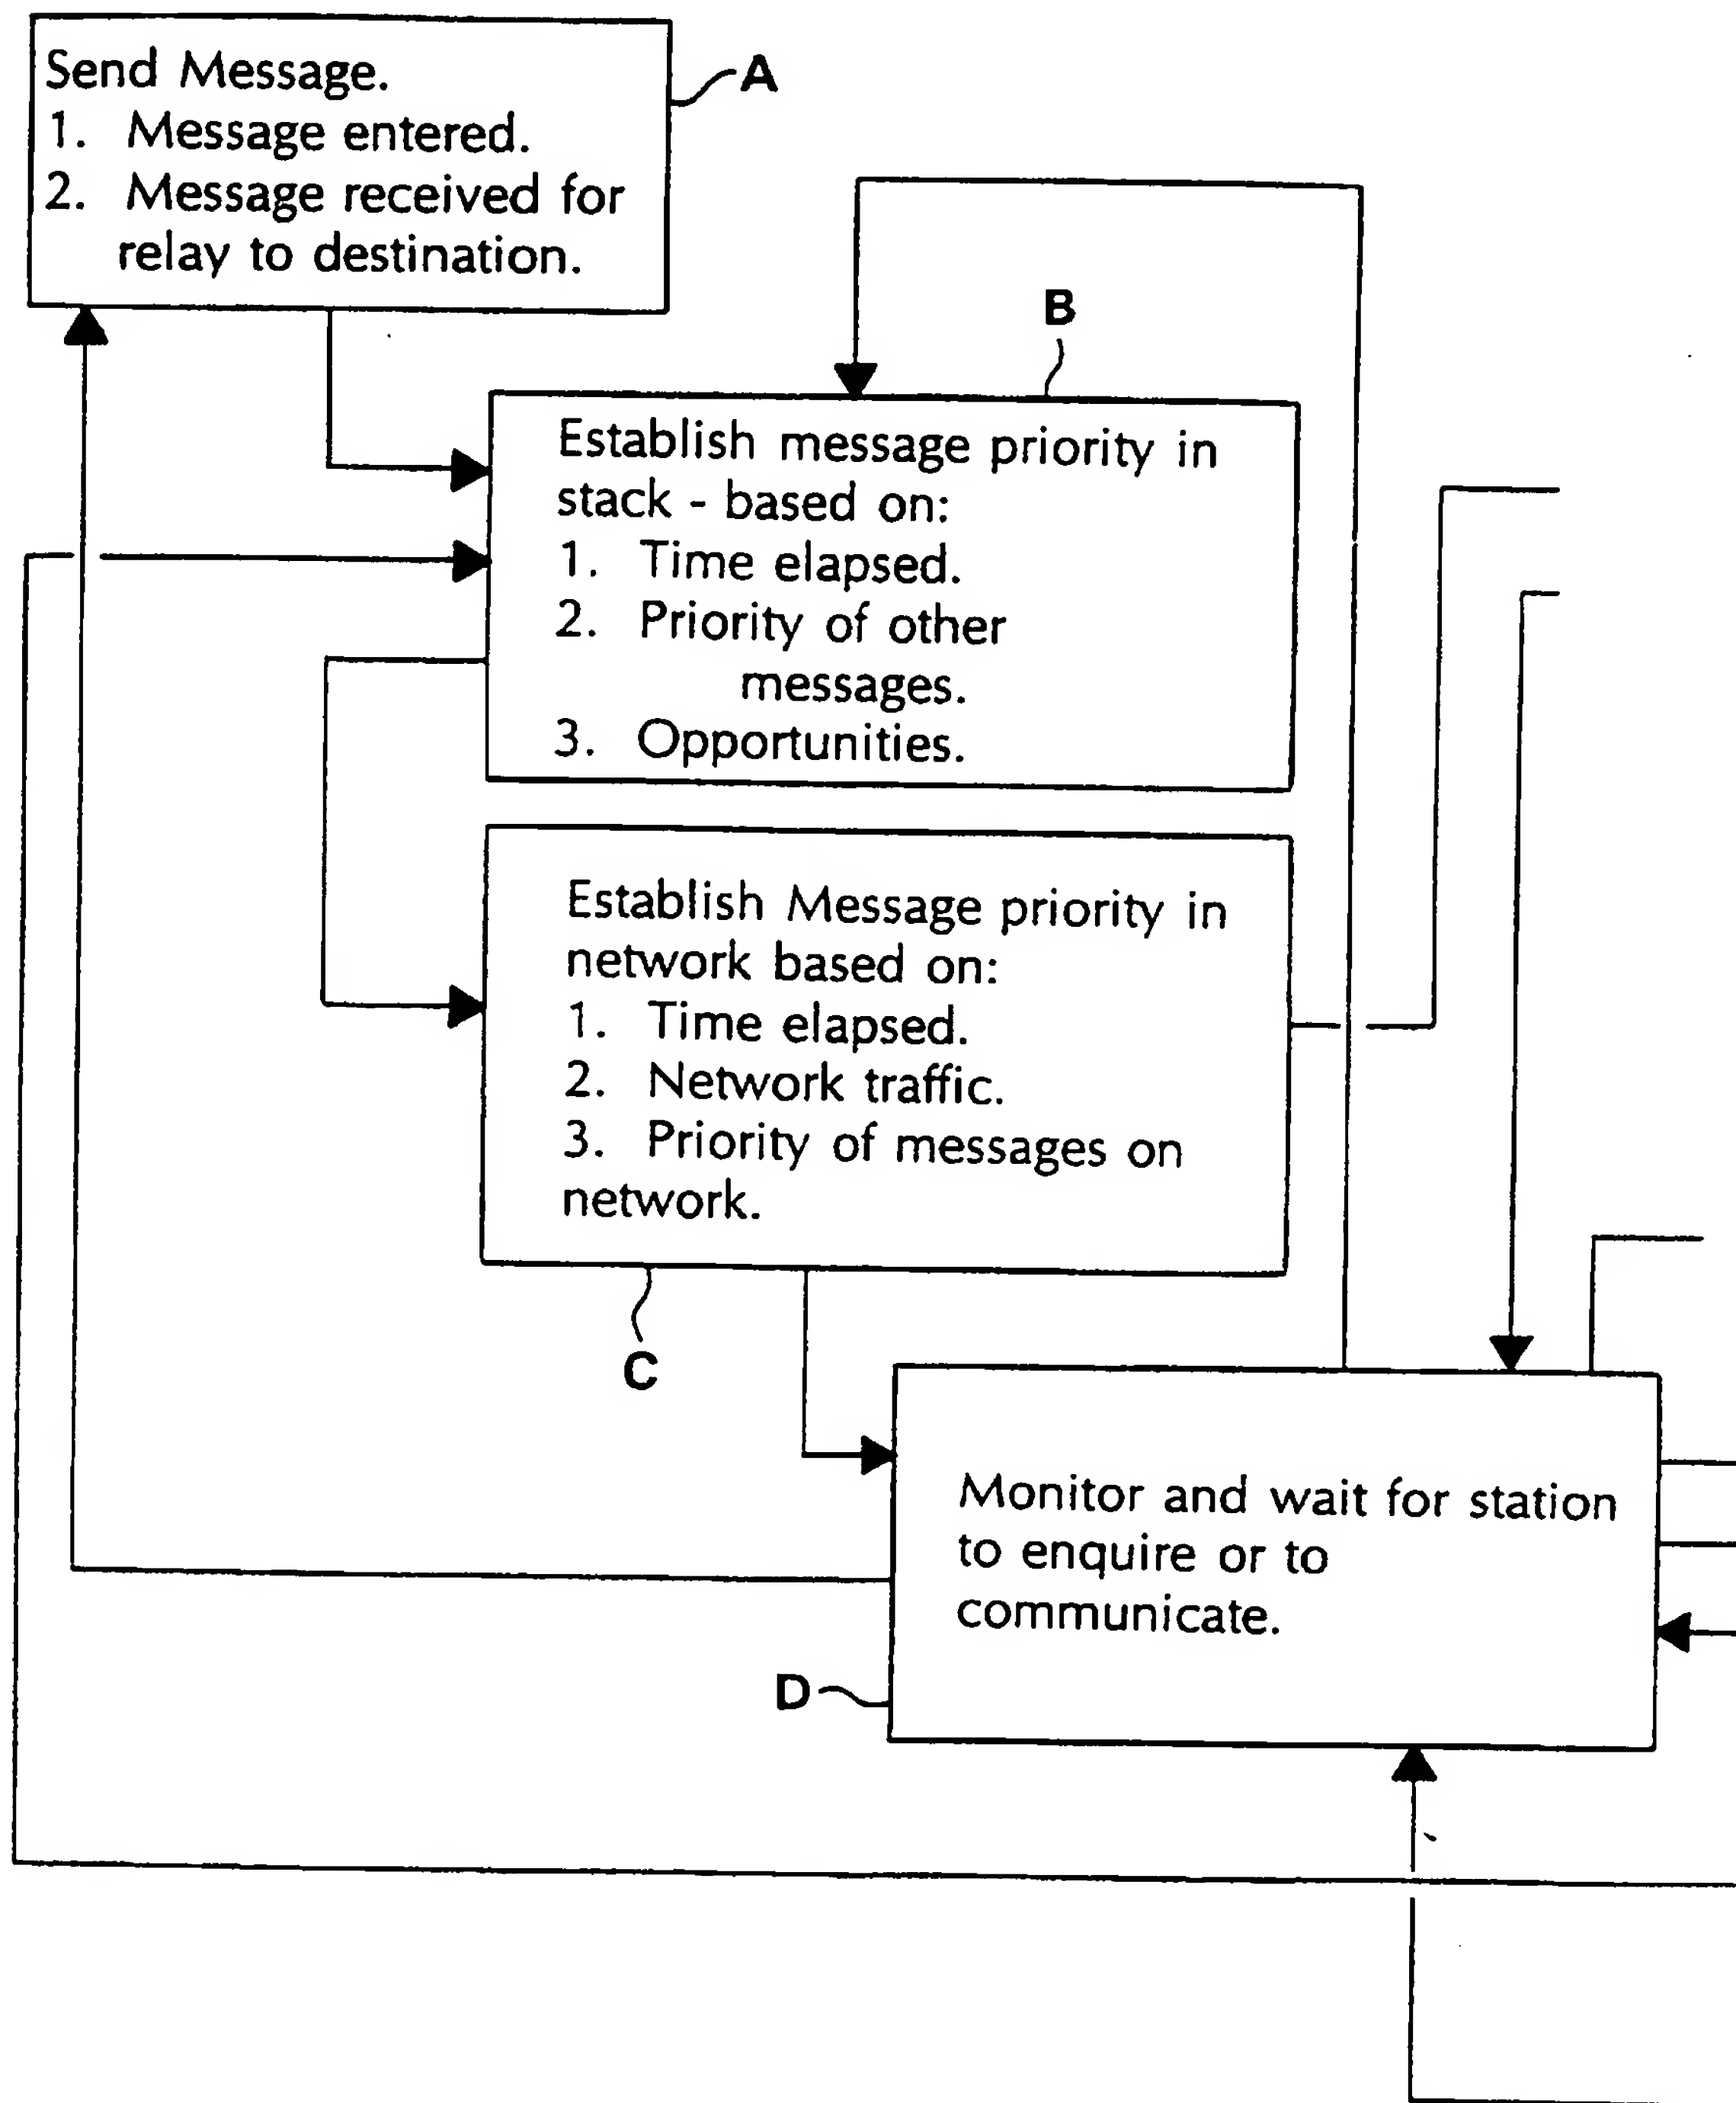 Send Message.
A
1. Message entered.
2. Message received for
relay to destination.
B
Establish message priority in
stack - based on:
1. Time elapsed.
2. Priority of other
messages.
3. Opportunities.
Establish Message priority in
network based on:
1. Time elapsed.
2. Network traffic.
3. Priority of messages on
network.
C
Monitor and wait for station
to enquire or to
communicate.
D